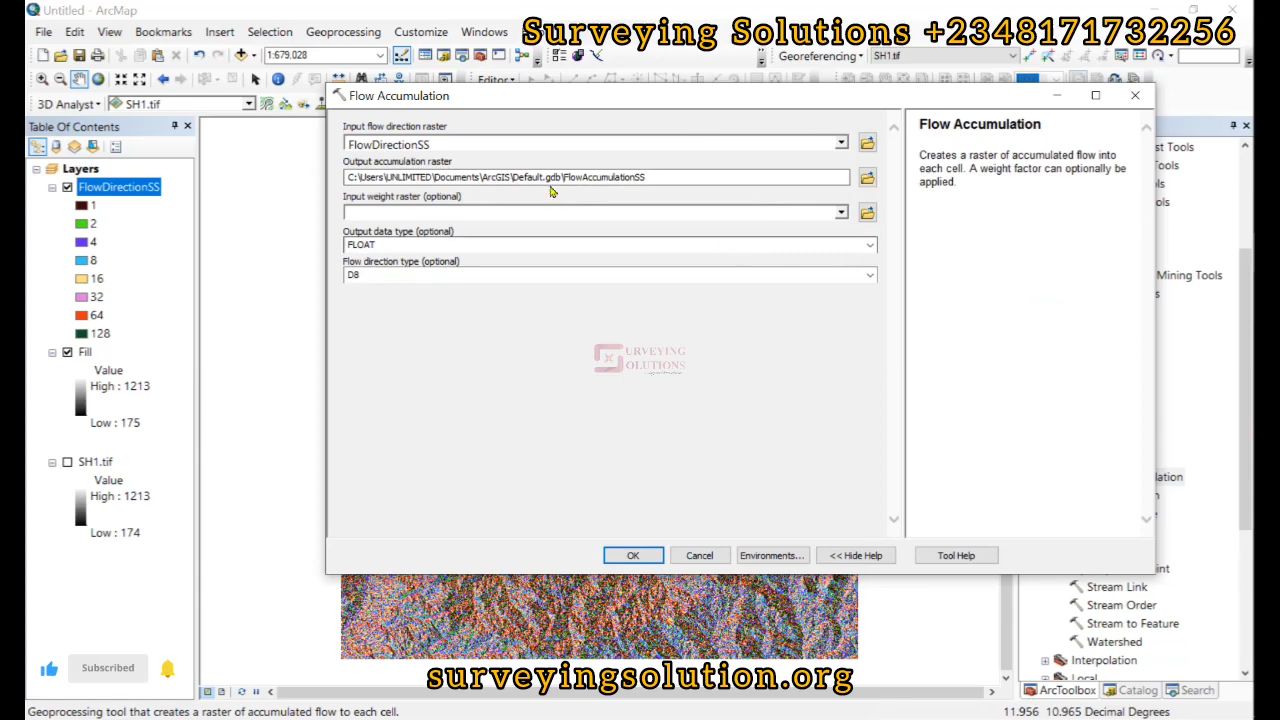 Untitled - ArcMap
File Edit View Bookmarks Insert Selection Geoprocessing Customize Windows
Surveying Solutions +2348171732256
1:679.028
Georeferencing
SH1.tif
Editor
3D Analyst
SH1.tif
Table Of Contents
Layers
FlowDirectionSS
1
2
4
8
16
32
64
128
Fill
Value
High : 1213
Low : 175
SH1.tif
Value
High : 1213
Low : 174
Flow Accumulation
Input flow direction raster
FlowDirectionSS
Output accumulation raster
C:\Users\UNLIMITED\Documents\ArcGIS\Default.gdb\FlowAccumulationSS
Input weight raster (optional)
Output data type (optional)
FLOAT
Flow direction type (optional)
D8
URVEYING
OLUTIONS
OK
Cancel
Environments...
<< Hide Help
Tool Help
Flow Accumulation
Creates a raster of accumulated flow into
each cell. A weight factor can optionally be
applied.
st Tools
Tools
Mining Tools
lation
Stream Link
Stream Order
Stream to Feature
Watershed
Interpolation
Local
ArcToolbox
Catalog
Search
Subscribed
surveyingsolution.org
Geoprocessing tool that creates a raster of accumulated flow to each cell.
11.956 10.965 Decimal Degrees